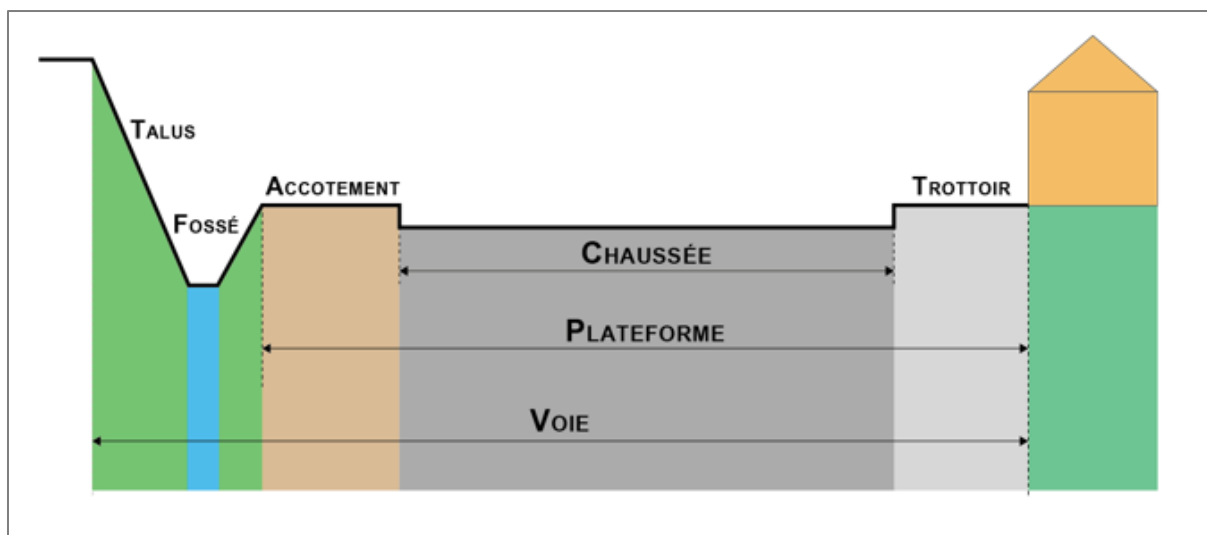 TALUS
ACCOTEMENT
TROTTOIR
FOSSÉ
CHAUSSÉE
PLATEFORME
VOIE